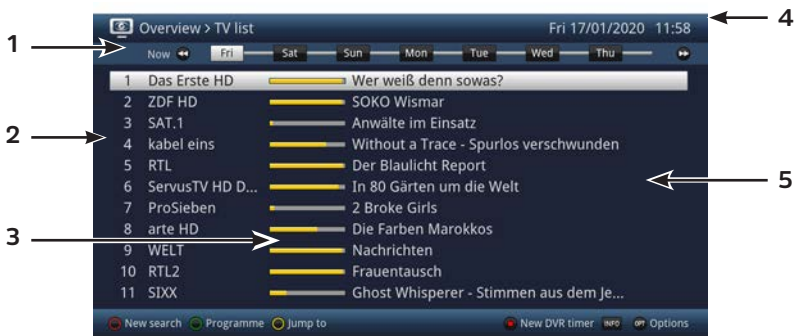 Overview > TV list Fri 17/01/2020 11:58 4
1 Now Fri Sat Sun Mon Tue Wed Thu
1 Das Erste HD Wer weiß denn sowas?
2 ZDF HD SOKO Wismar
3 SAT.1 Anwälte im Einsatz
2
4 kabel eins Without a Trace - Spurlos verschwunden
5 RTL Der Blaulicht Report
6 ServusTV HD D... In 80 Gärten um die Welt 5
7 ProSieben 2 Broke Girls
8 arte HD Die Farben Marokkos
3
9 WELT Nachrichten
10 RTL2 Frauentausch
11 SIXX Ghost Whisperer - Stimmen aus dem Je...
New search Programme Jump to New DVR timer INFO OPT Options